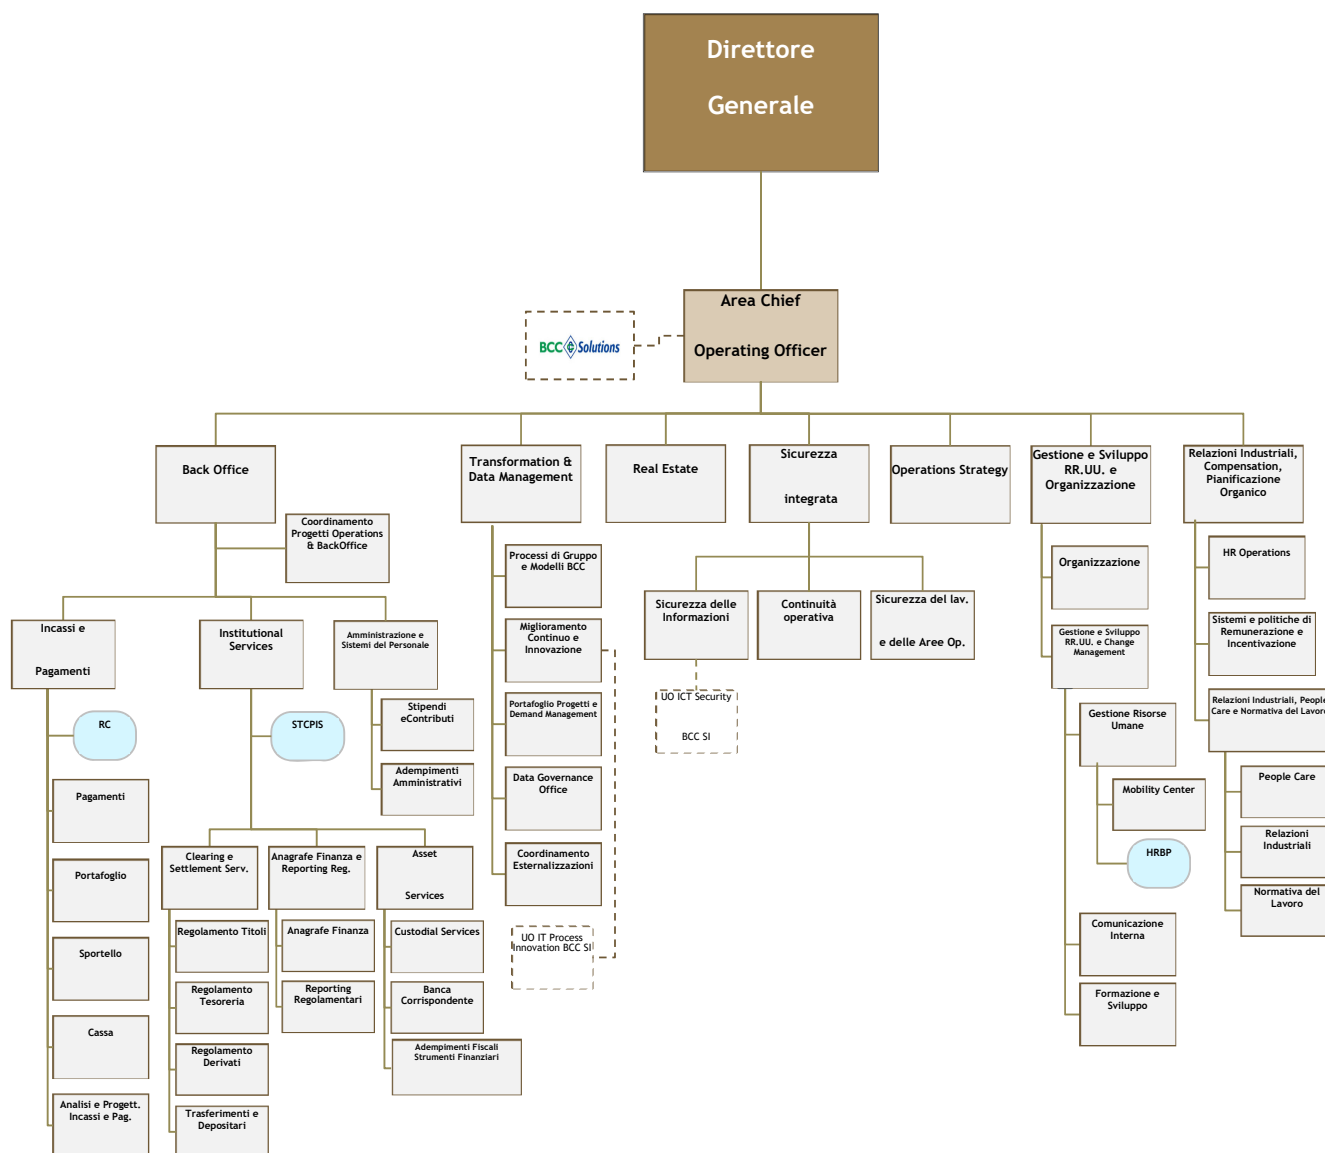 Direttore
Generale
Area Chief
Operating Officer
BCC Solutions
Back Office
Transformation &
Data Management
Real Estate
Sicurezza
integrata
Operations Strategy
Gestione e Sviluppo
RR.UU. e
Organizzazione
Relazioni Industriali,
Compensation,
Pianificazione
Organico
Coordinamento
Progetti Operations
& BackOffice
Processi di Gruppo
e Modelli BCC
Organizzazione
HR Operations
Incassi e
Pagamenti
Institutional
Services
Amministrazione e
Sistemi del Personale
Miglioramento
Continuo e
Innovazione
Sicurezza delle
Informazioni
Continuità
operativa
Sicurezza del lav.
e delle Aree Op.
Gestione e Sviluppo
RR.UU. e Change
Management
Sistemi e politiche di
Remunerazione e
Incentivazione
RC
STCPIS
Stipendi
eContributi
Portafoglio Progetti e
Demand Management
UO ICT Security
BCC SI
Gestione Risorse
Umane
Relazioni Industriali, People
Care e Normativa del Lavoro
Pagamenti
Adempimenti
Amministrativi
Data Governance
Office
Mobility Center
People Care
Portafoglio
Clearing e
Settlement Serv.
Anagrafe Finanza e
Reporting Reg.
Asset
Services
Coordinamento
Esternalizzazioni
HRBP
Relazioni
Industriali
Normativa del
Lavoro
Sportello
Regolamento Titoli
Anagrafe Finanza
Custodial Services
UO IT Process
Innovation BCC SI
Comunicazione
Interna
Cassa
Regolamento
Tesoreria
Reporting
Regolamentari
Banca
Corrispondente
Formazione e
Sviluppo
Regolamento
Derivati
Adempimenti Fiscali
Strumenti Finanziari
Analisi e Progett.
Incassi e Pag.
Trasferimenti e
Depositari